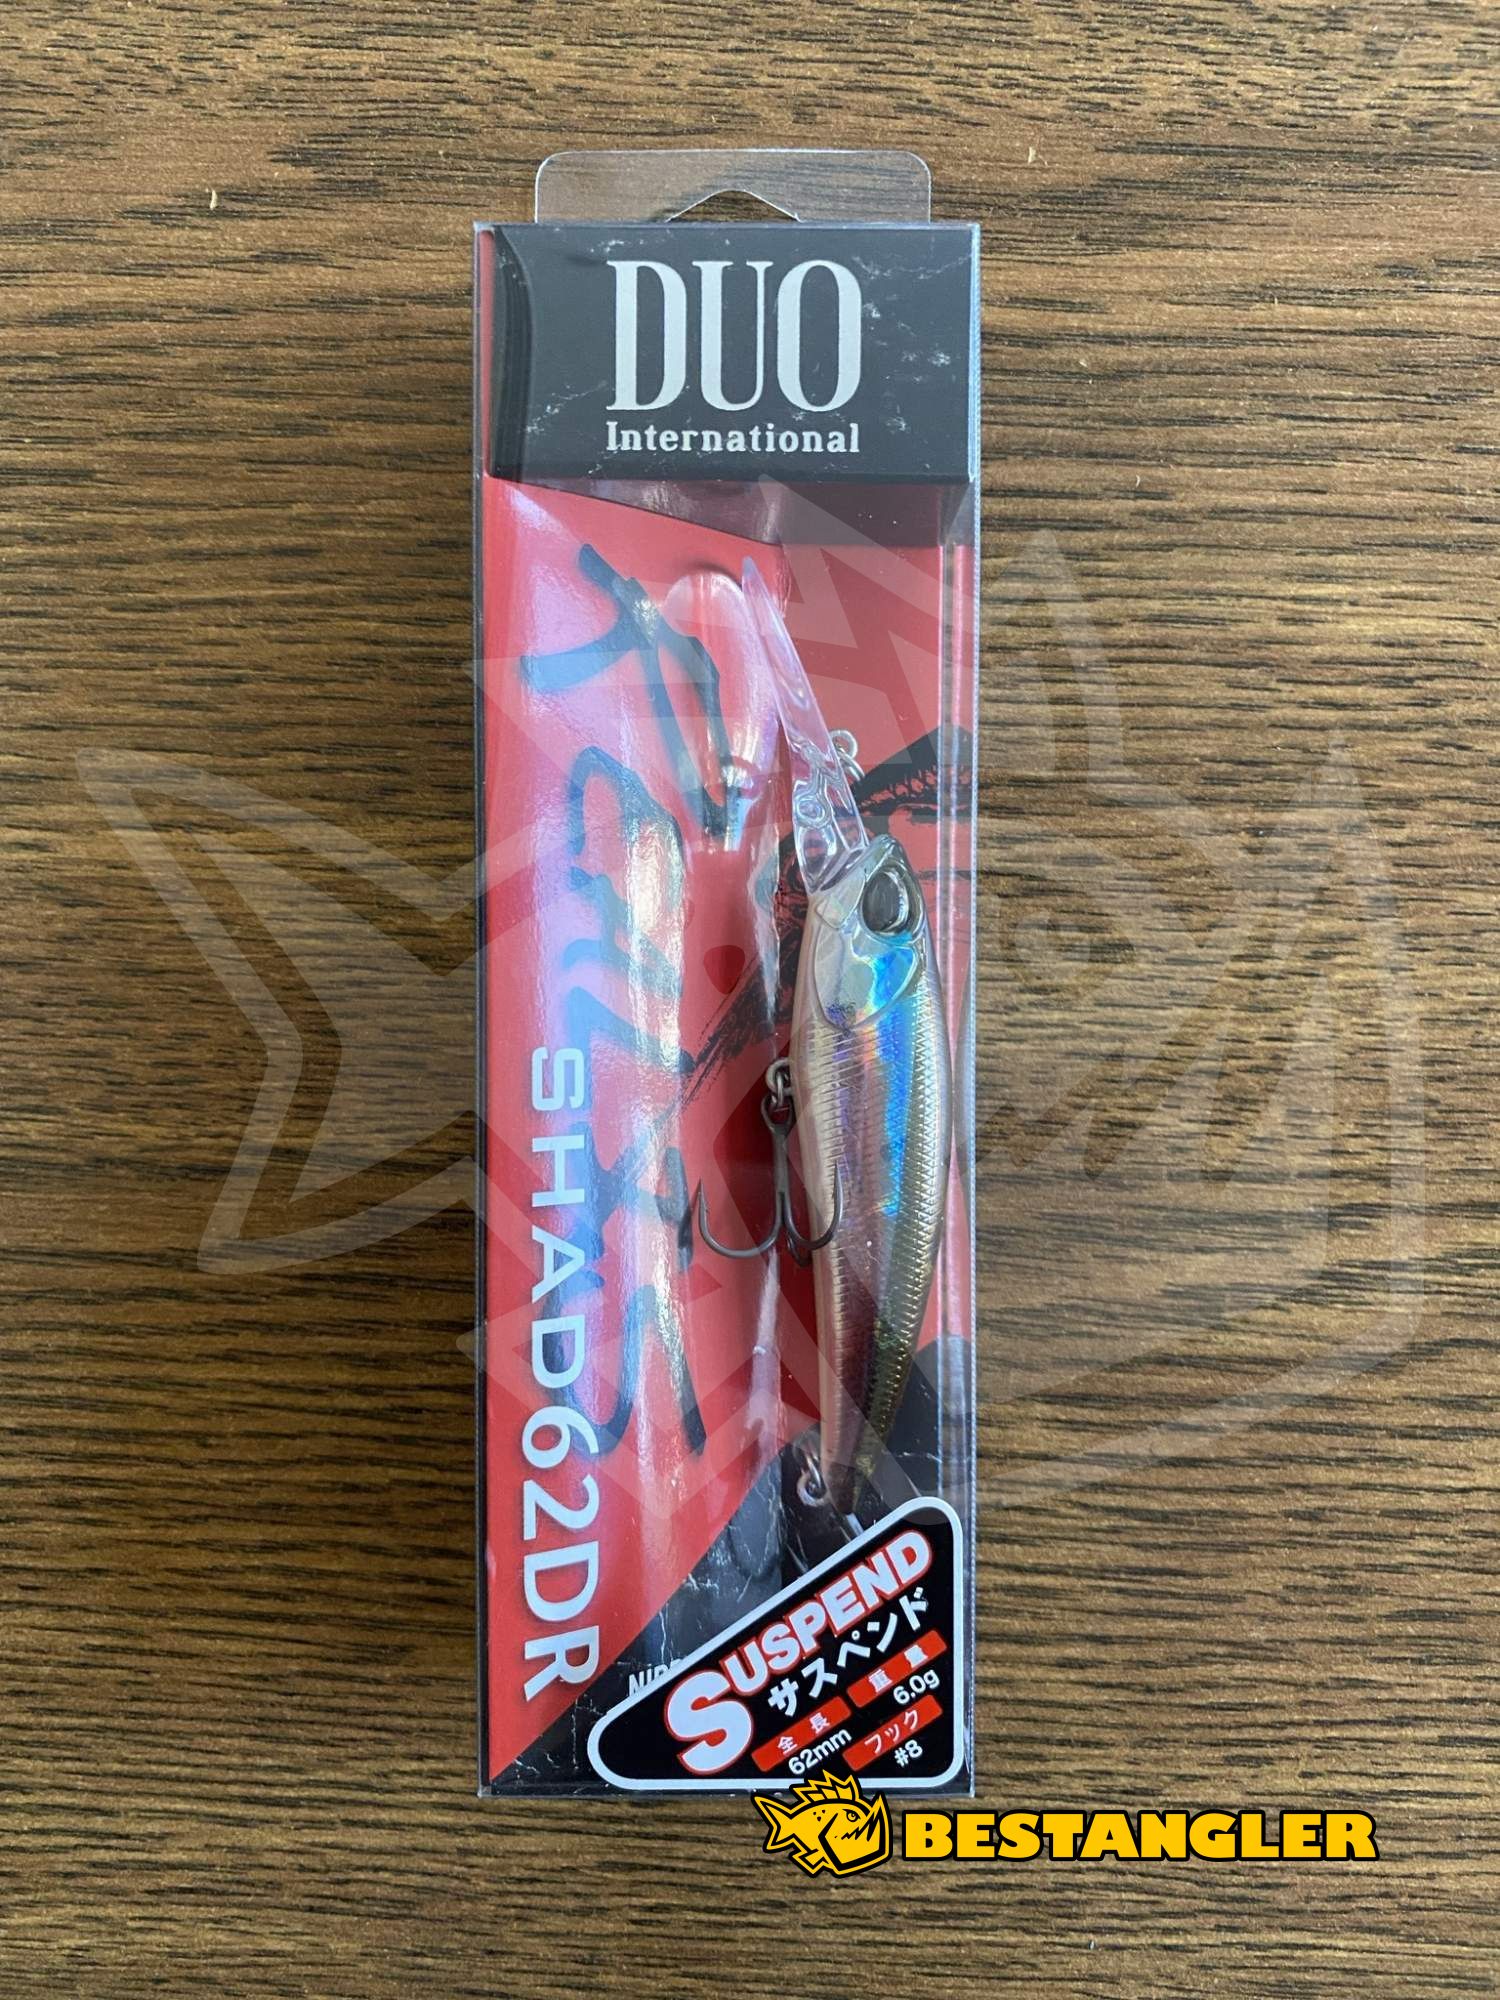 DUO
International
SHAD62DR
SUSPEND
サスペンド
全長
62mm
重量
6.0g
フック
#8
BESTANGLER